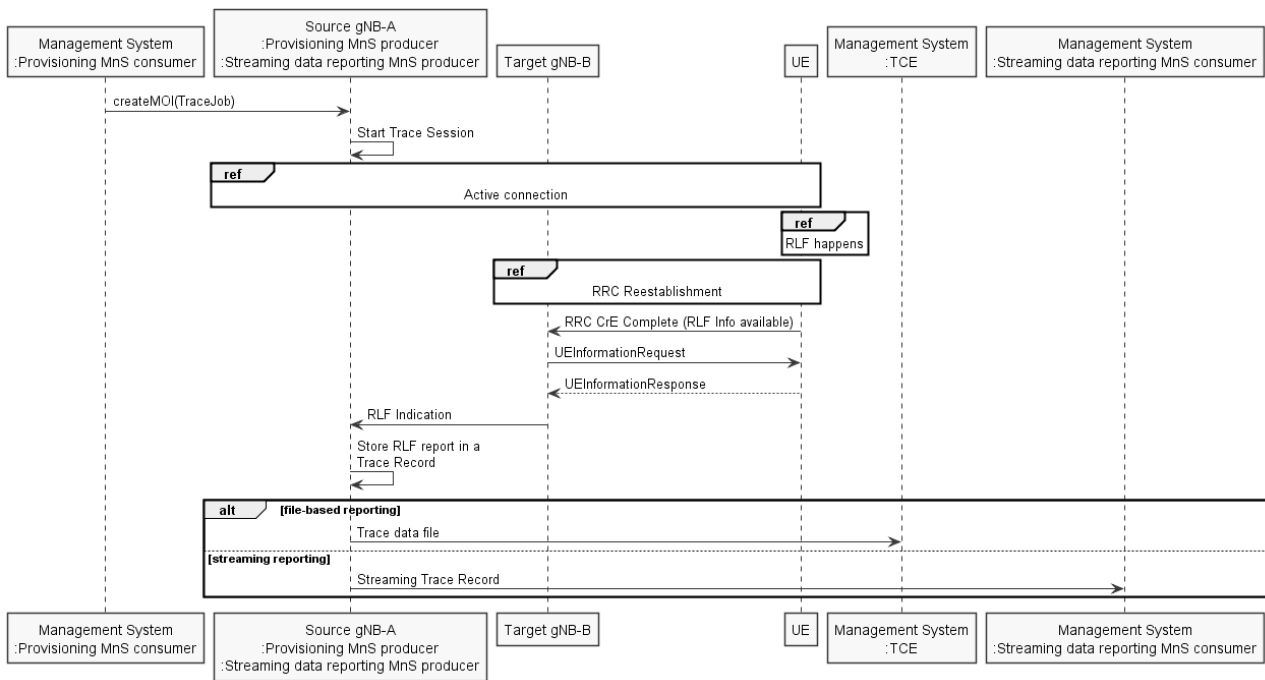 Management System
:Provisioning MnS consumer
Source gNB-A
:Provisioning MnS producer
:Streaming data reporting MnS producer
Target gNB-B
UE
Management System
:TCE
Management System
:Streaming data reporting MnS consumer
createMOI(TraceJob)
Start Trace Session
ref
Active connection
ref
RLF happens
ref
RRC Reestablishment
RRC CrE Complete (RLF Info available)
UEInformationRequest
UEInformationResponse
RLF Indication
Store RLF report in a
Trace Record
alt [file-based reporting]
Trace data file
[streaming reporting]
Streaming Trace Record
Management System
:Provisioning MnS consumer
Source gNB-A
:Provisioning MnS producer
:Streaming data reporting MnS producer
Target gNB-B
UE
Management System
:TCE
Management System
:Streaming data reporting MnS consumer